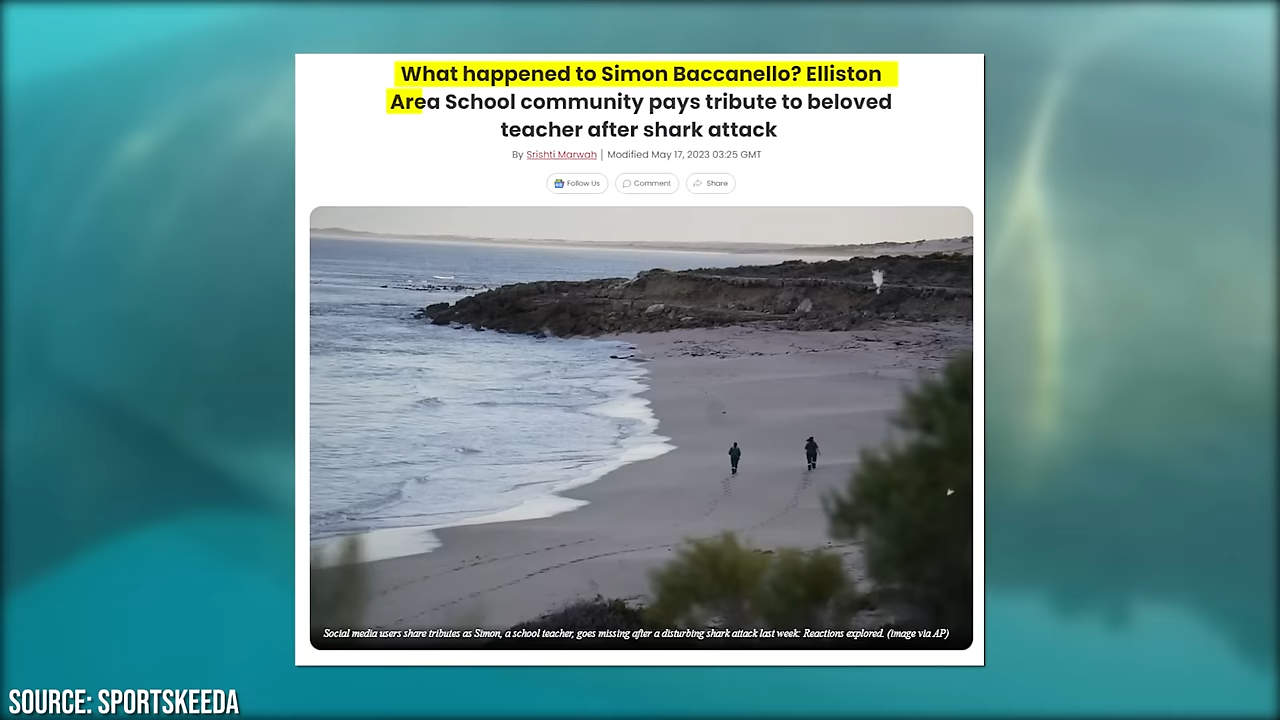 What happened to Simon Baccanello? Elliston
Area School community pays tribute to beloved
teacher after shark attack
By Srishti Marwah | Modified May 17, 2023 03:25 GMT
Follow Us Comment Share
Social media users share tributes as Simon, a school teacher, goes missing after a disturbing shark attack last week: Reactions explored. (image via AP)
SOURCE: SPORTSKEEDA